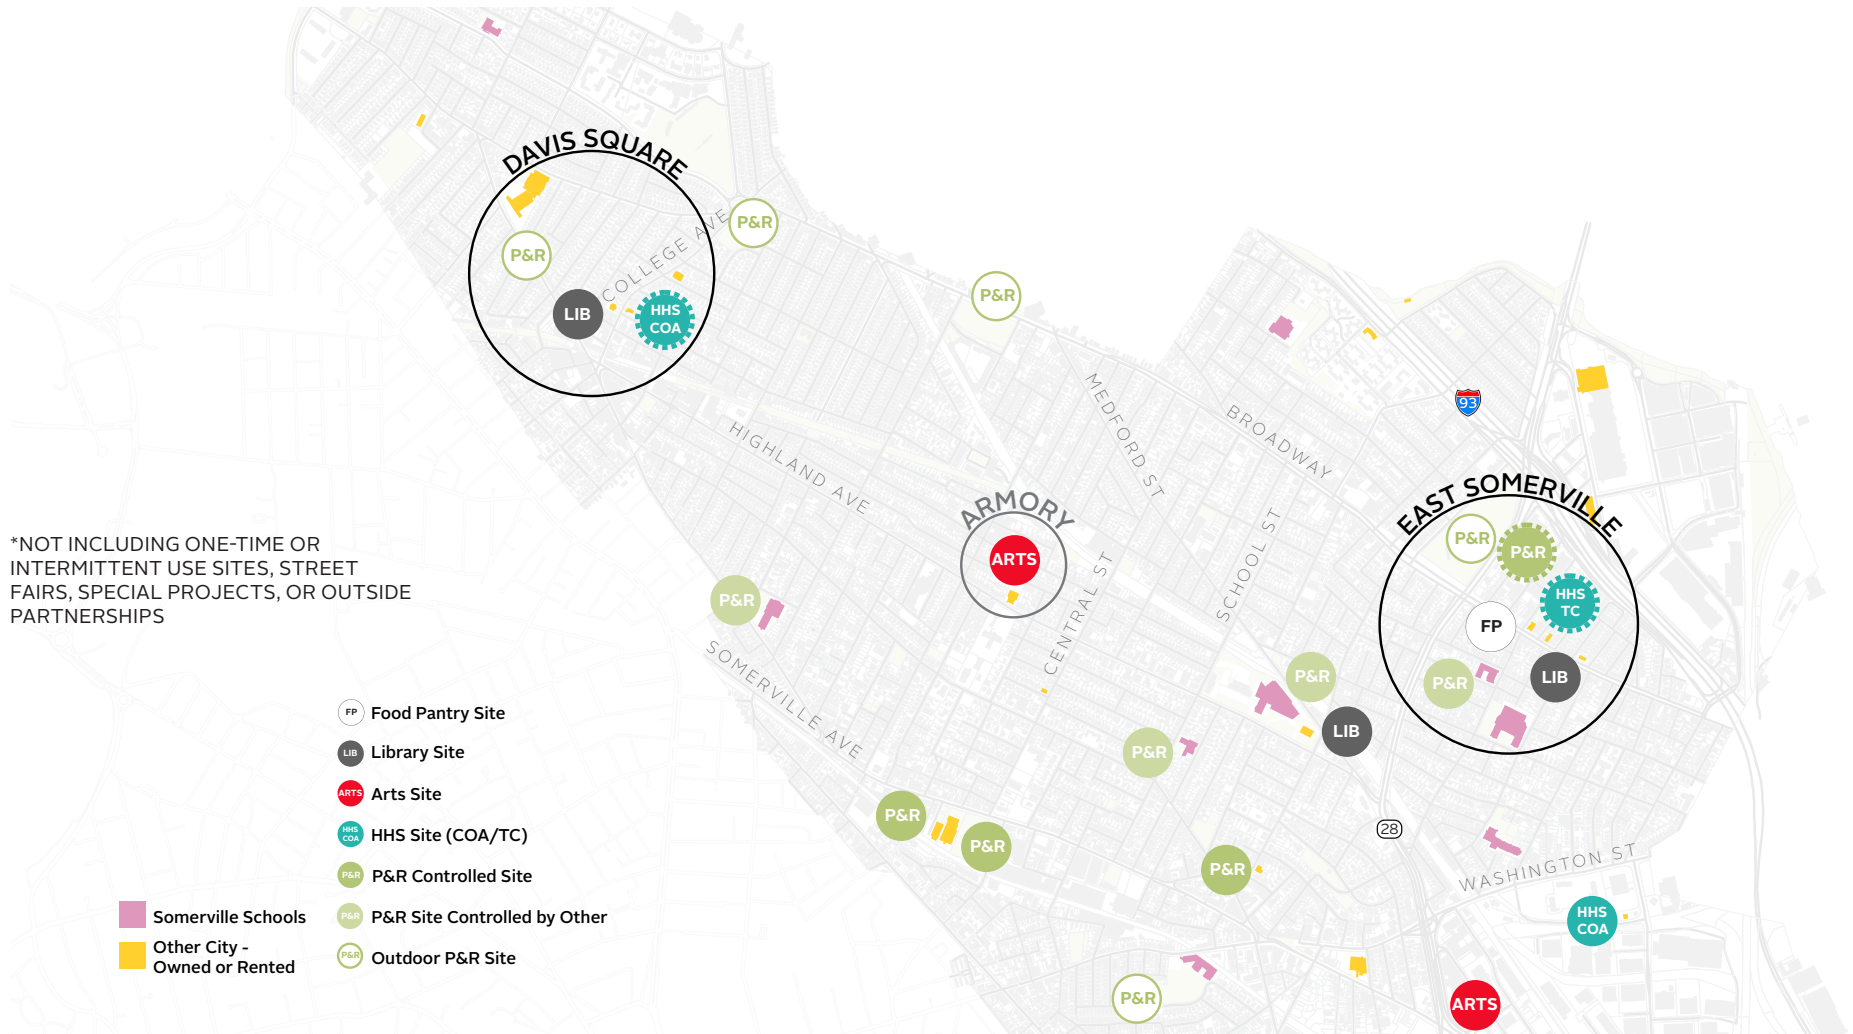 DAVIS SQUARE
P&R
COLLEGE AVE
P&R
LIB
HHS
COA
P&R
MEDFORD ST
BROADWAY
93
HIGHLAND AVE
ARMORY
ARTS
SCHOOL ST
CENTRAL ST
EAST SOMERVILLE
P&R
P&R
HHS
TC
FP
P&R
LIB
*NOT INCLUDING ONE-TIME OR
INTERMITTENT USE SITES, STREET
FAIRS, SPECIAL PROJECTS, OR OUTSIDE
PARTNERSHIPS
P&R
SOMERVILLE AVE
P&R
LIB
P&R
P&R
P&R
P&R
28
WASHINGTON ST
HHS
COA
P&R
ARTS
FP Food Pantry Site
LIB Library Site
ARTS Arts Site
HHS
COA HHS Site (COA/TC)
P&R P&R Controlled Site
P&R P&R Site Controlled by Other
P&R Outdoor P&R Site
Somerville Schools
Other City -
Owned or Rented